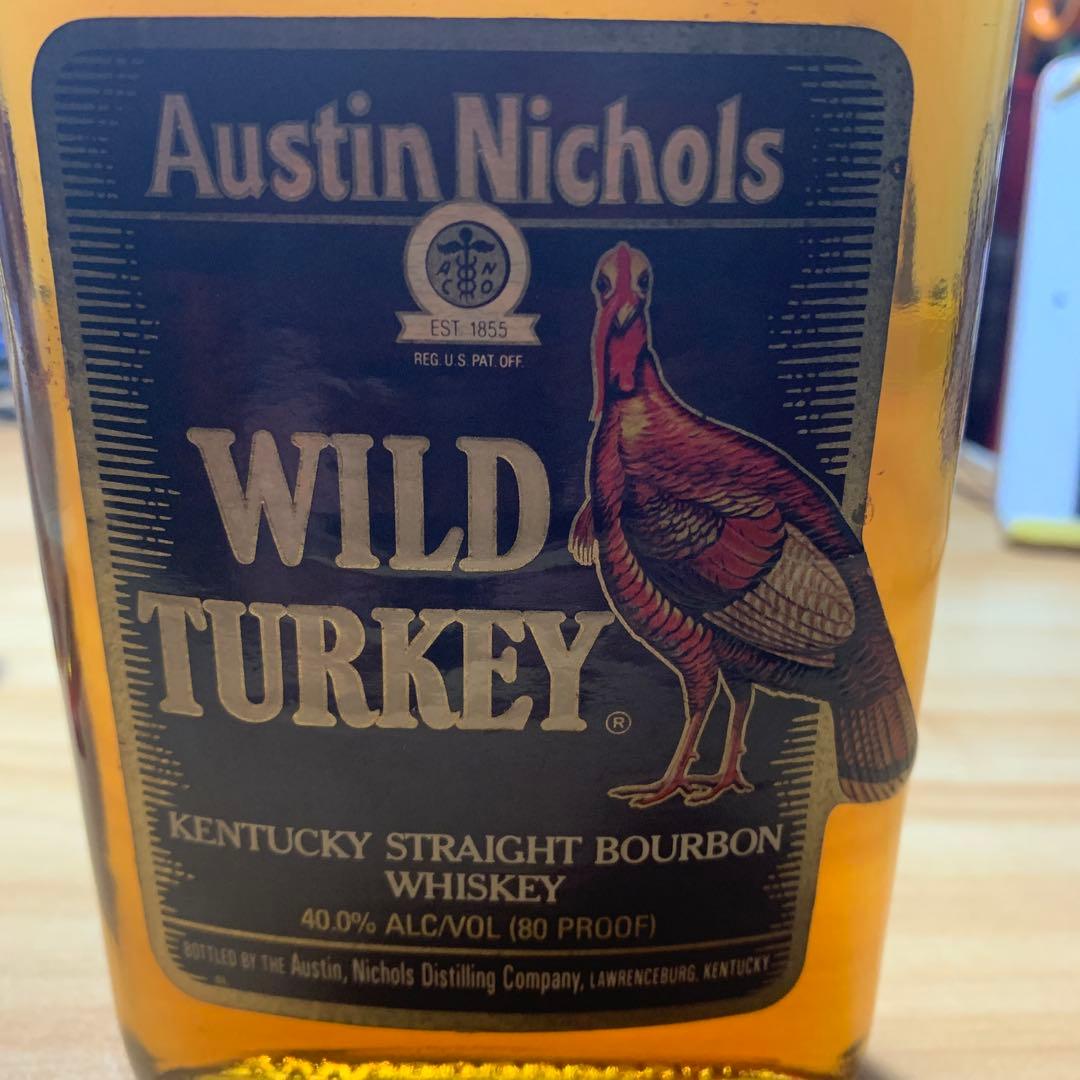 Austin Nichols
A N
C O
EST. 1855
REG. U.S. PAT. OFF.
WILD
TURKEY®
KENTUCKY STRAIGHT BOURBON
WHISKEY
40.0% ALC/VOL (80 PROOF)
BOTTLED BY THE Austin, Nichols Distilling Company, LAWRENCEBURG, KENTUCKY